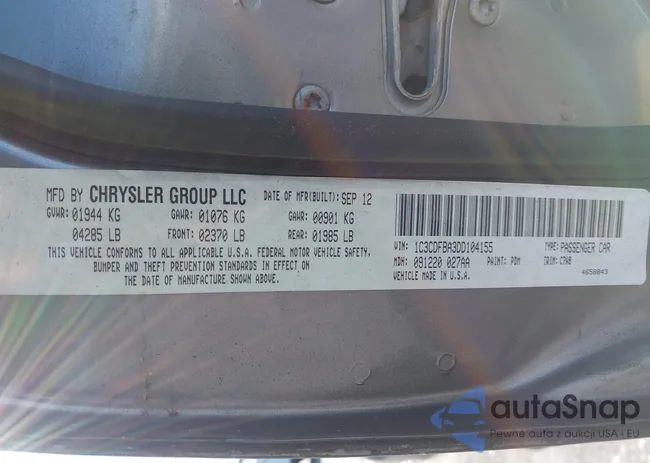 MFD BY CHRYSLER GROUP LLC DATE OF MFR(BUILT): SEP 12
GVWR: 01944 KG GAWR: 01076 KG GAWR: 00901 KG
04285 LB FRONT: 02370 LB REAR: 01985 LB
THIS VEHICLE CONFORMS TO ALL APPLICABLE U.S.A. FEDERAL MOTOR VEHICLE SAFETY,
BUMPER AND THEFT PREVENTION STANDARDS IN EFFECT ON
THE DATE OF MANUFACTURE SHOWN ABOVE.
VIN: 1C3CDFBA3DD104155 TYPE: PASSENGER CAR
MDH: 091220 027AA PAINT: PDM TRIM: C7A8
VEHICLE MADE IN U.S.A. 4650843
autaSnap
Pewne auta z aukcji USA i EU